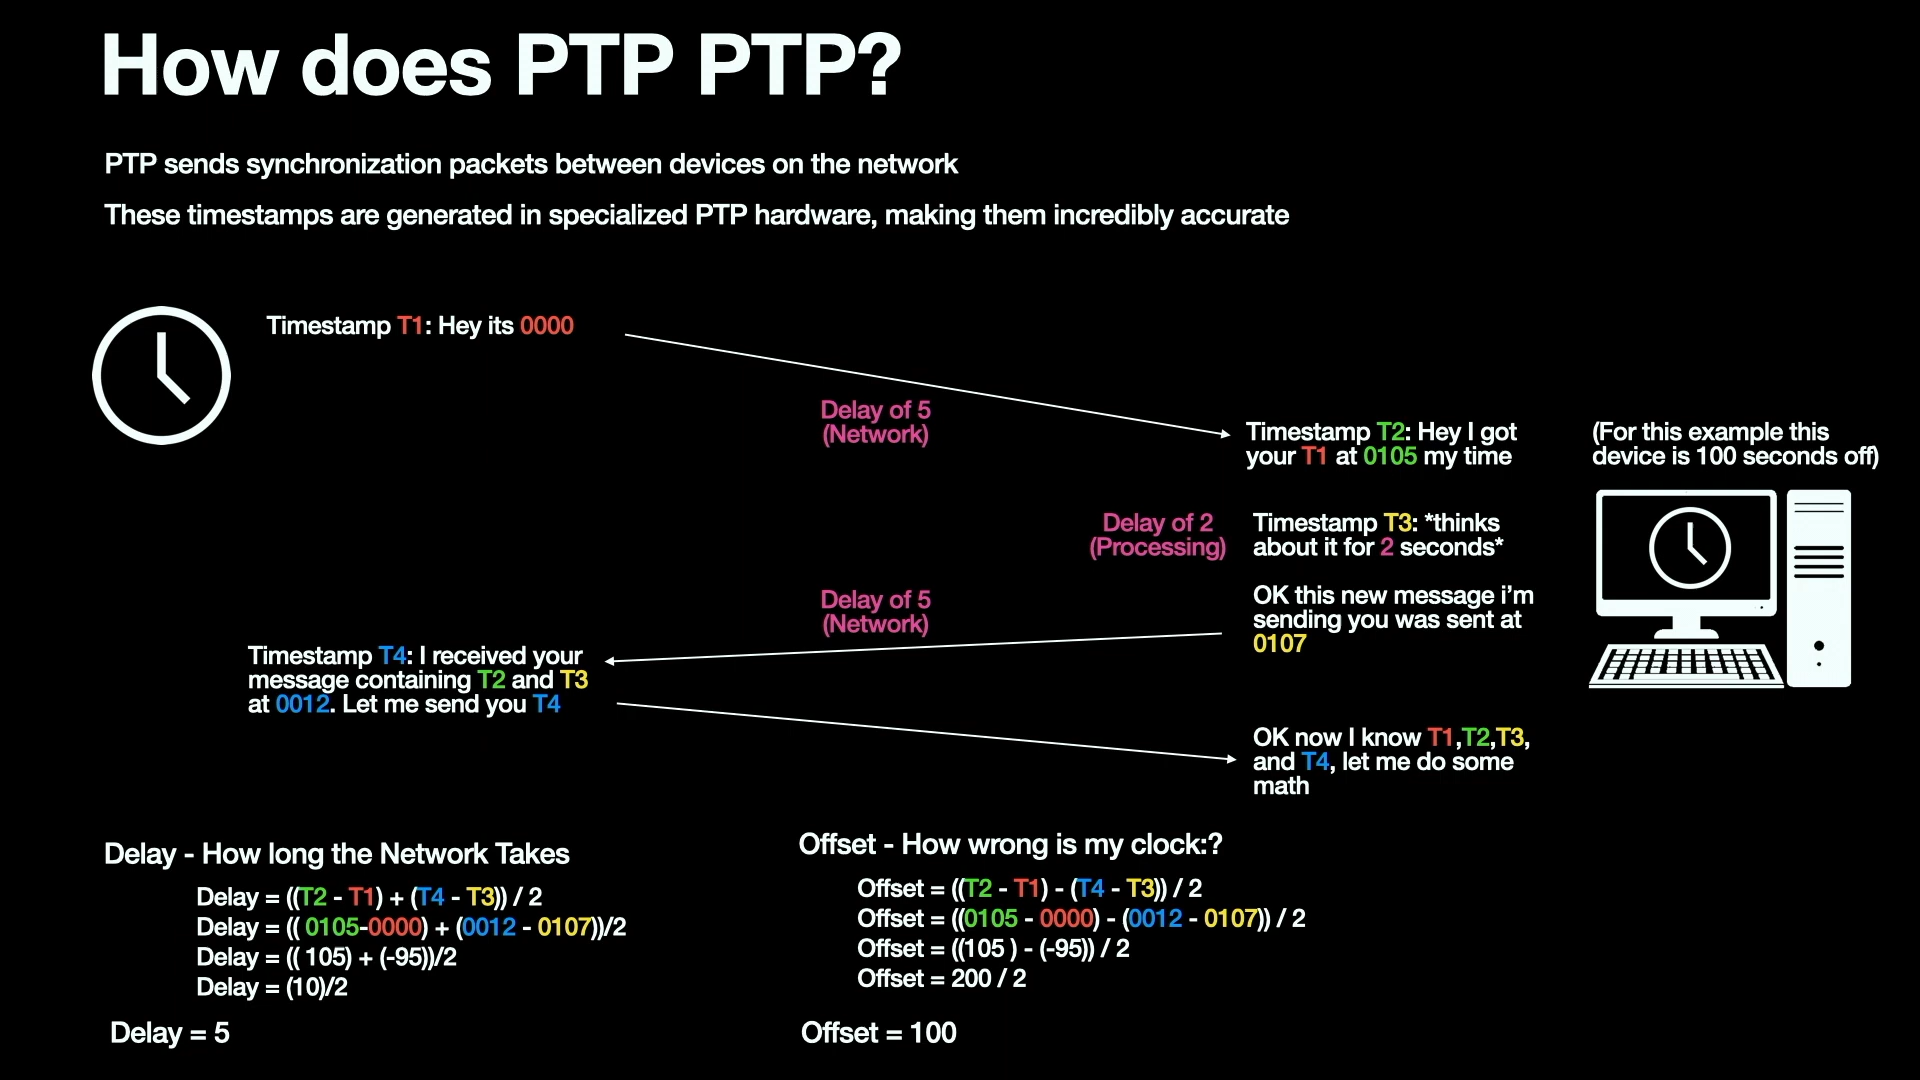 How does PTP PTP?
PTP sends synchronization packets between devices on the network
These timestamps are generated in specialized PTP hardware, making them incredibly accurate
Timestamp T1: Hey its 0000
Delay of 5
(Network)
Timestamp T2: Hey I got
your T1 at 0105 my time
(For this example this
device is 100 seconds off)
Delay of 2
(Processing)
Timestamp T3: *thinks
about it for 2 seconds*
OK this new message i’m
sending you was sent at
0107
Delay of 5
(Network)
Timestamp T4: I received your
message containing T2 and T3
at 0012. Let me send you T4
OK now I know T1,T2,T3,
and T4, let me do some
math
Delay - How long the Network Takes
Delay = ((T2 - T1) + (T4 - T3)) / 2
Delay = (( 0105-0000) + (0012 - 0107))/2
Delay = (( 105) + (-95))/2
Delay = (10)/2
Delay = 5
Offset - How wrong is my clock:?
Offset = ((T2 - T1) - (T4 - T3)) / 2
Offset = ((0105 - 0000) - (0012 - 0107)) / 2
Offset = ((105 ) - (-95)) / 2
Offset = 200 / 2
Offset = 100